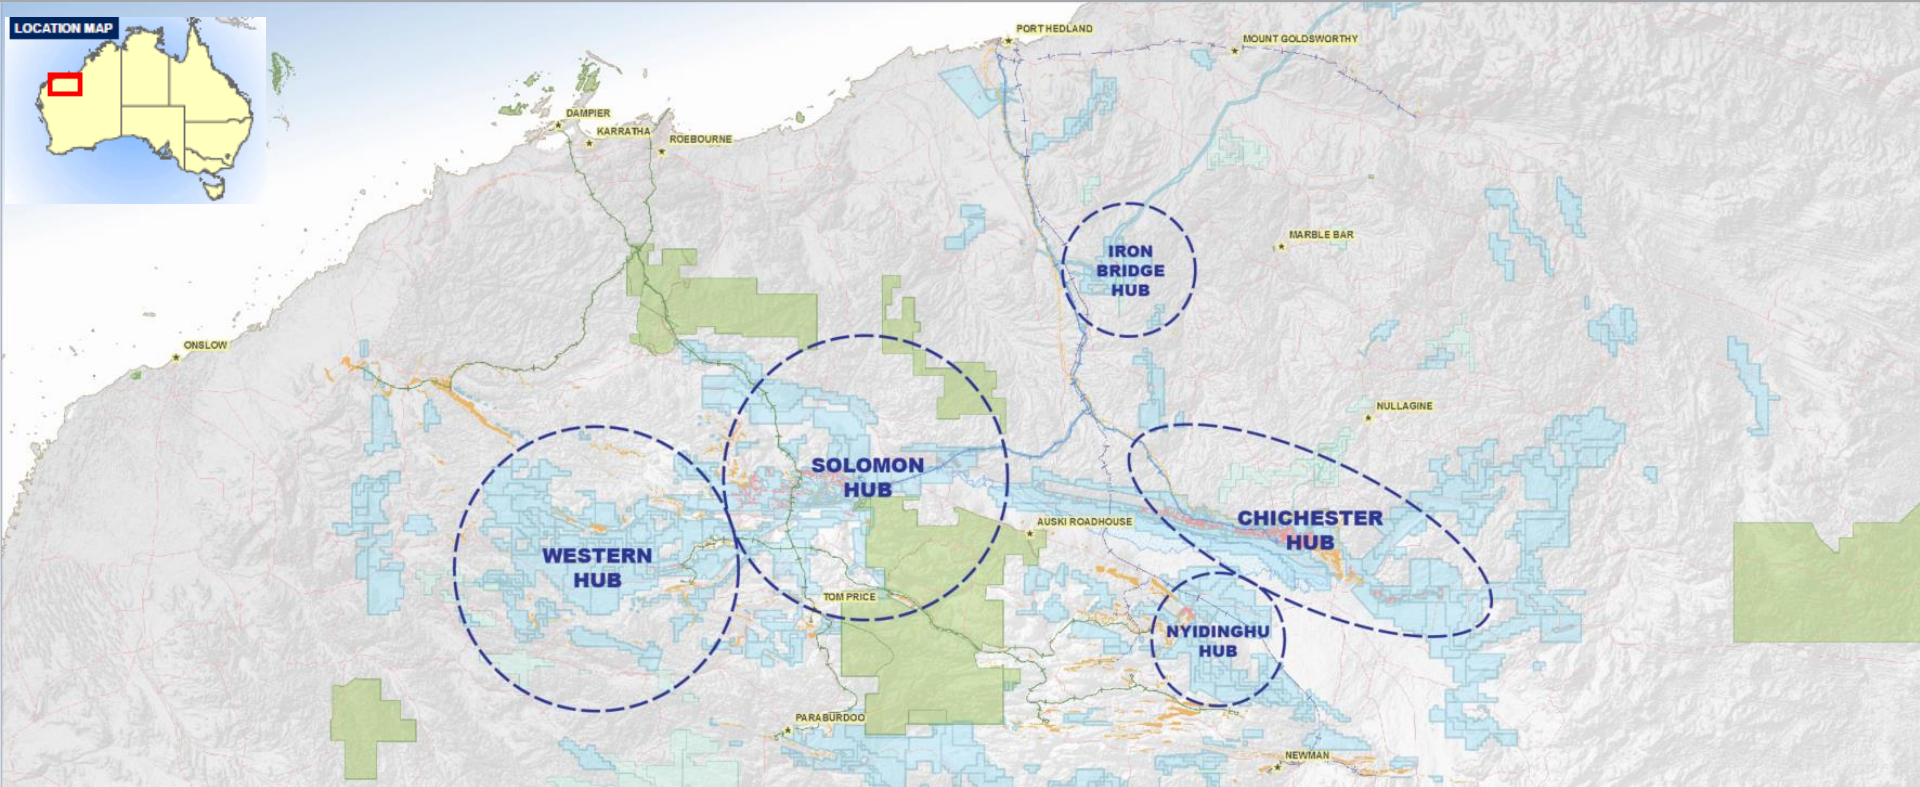 LOCATION MAP
PORT HEDLAND
MOUNT GOLDSWORTHY
DAMPIER
KARRATHA
ROEBOURNE
MARBLE BAR
IRON
BRIDGE
HUB
ONSLOW
NULLAGINE
SOLOMON
HUB
AUSKI ROADHOUSE
CHICHESTER
HUB
WESTERN
HUB
TOM PRICE
NYIDINGHU
HUB
PARABURDOO
NEWMAN